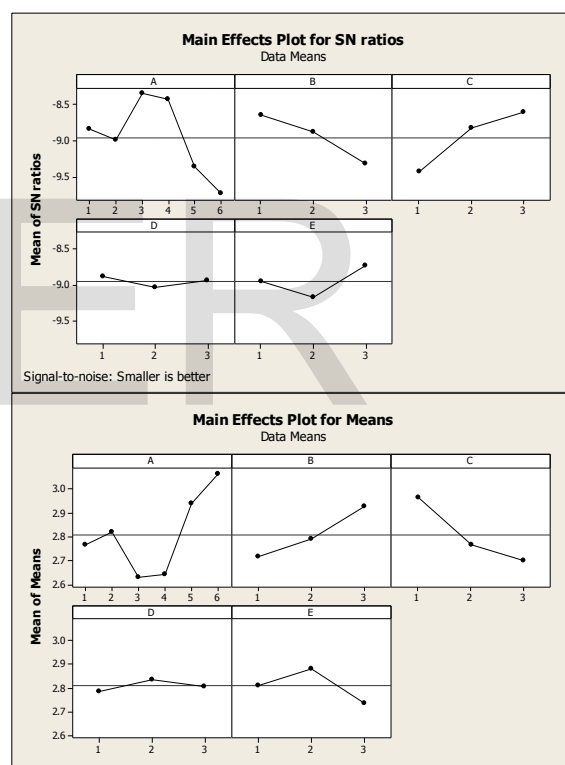 Main Effects Plot for SN ratios
Data Means
A B C
Mean of SN ratios
-8.5
-9.0
-9.5
1 2 3 4 5 6 1 2 3 1 2 3
D E
-8.5
-9.0
-9.5
1 2 3 1 2 3
Signal-to-noise: Smaller is better
ER
Main Effects Plot for Means
Data Means
A B C
Mean of Means
3.0
2.9
2.8
2.7
2.6
1 2 3 4 5 6 1 2 3 1 2 3
D E
3.0
2.9
2.8
2.7
2.6
1 2 3 1 2 3